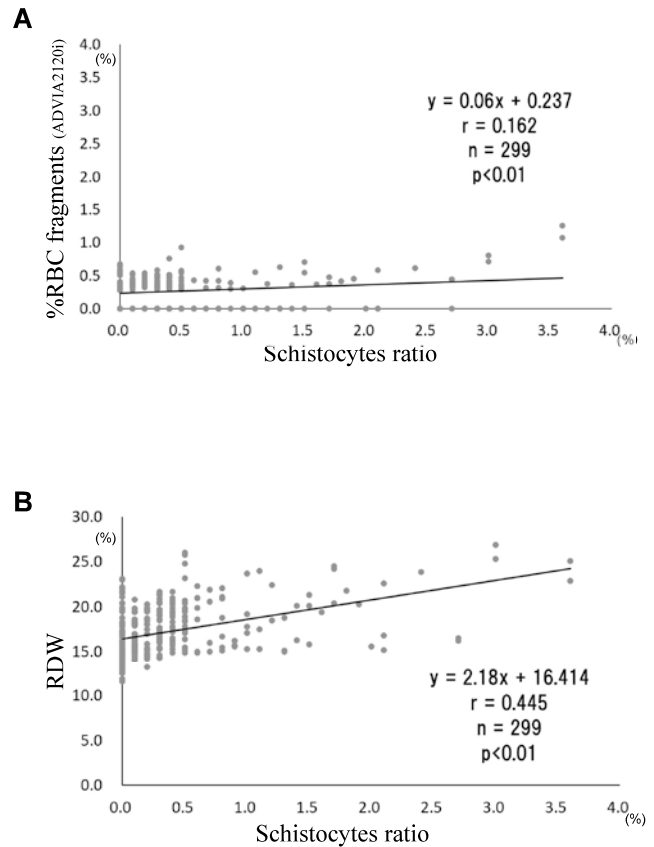 A
4.0
(%)
3.5
3.0
2.5
2.0
1.5
1.0
0.5
0.0
%RBC fragments (ADVIA2120i)
y = 0.06x + 0.237
r = 0.162
n = 299
p<0.01
0.0 0.5 1.0 1.5 2.0 2.5 3.0 3.5 4.0 (%)
Schistocytes ratio
B
30.0
(%)
25.0
20.0
15.0
10.0
5.0
0.0
RDW
y = 2.18x + 16.414
r = 0.445
n = 299
p<0.01
0.0 0.5 1.0 1.5 2.0 2.5 3.0 3.5 4.0 (%)
Schistocytes ratio